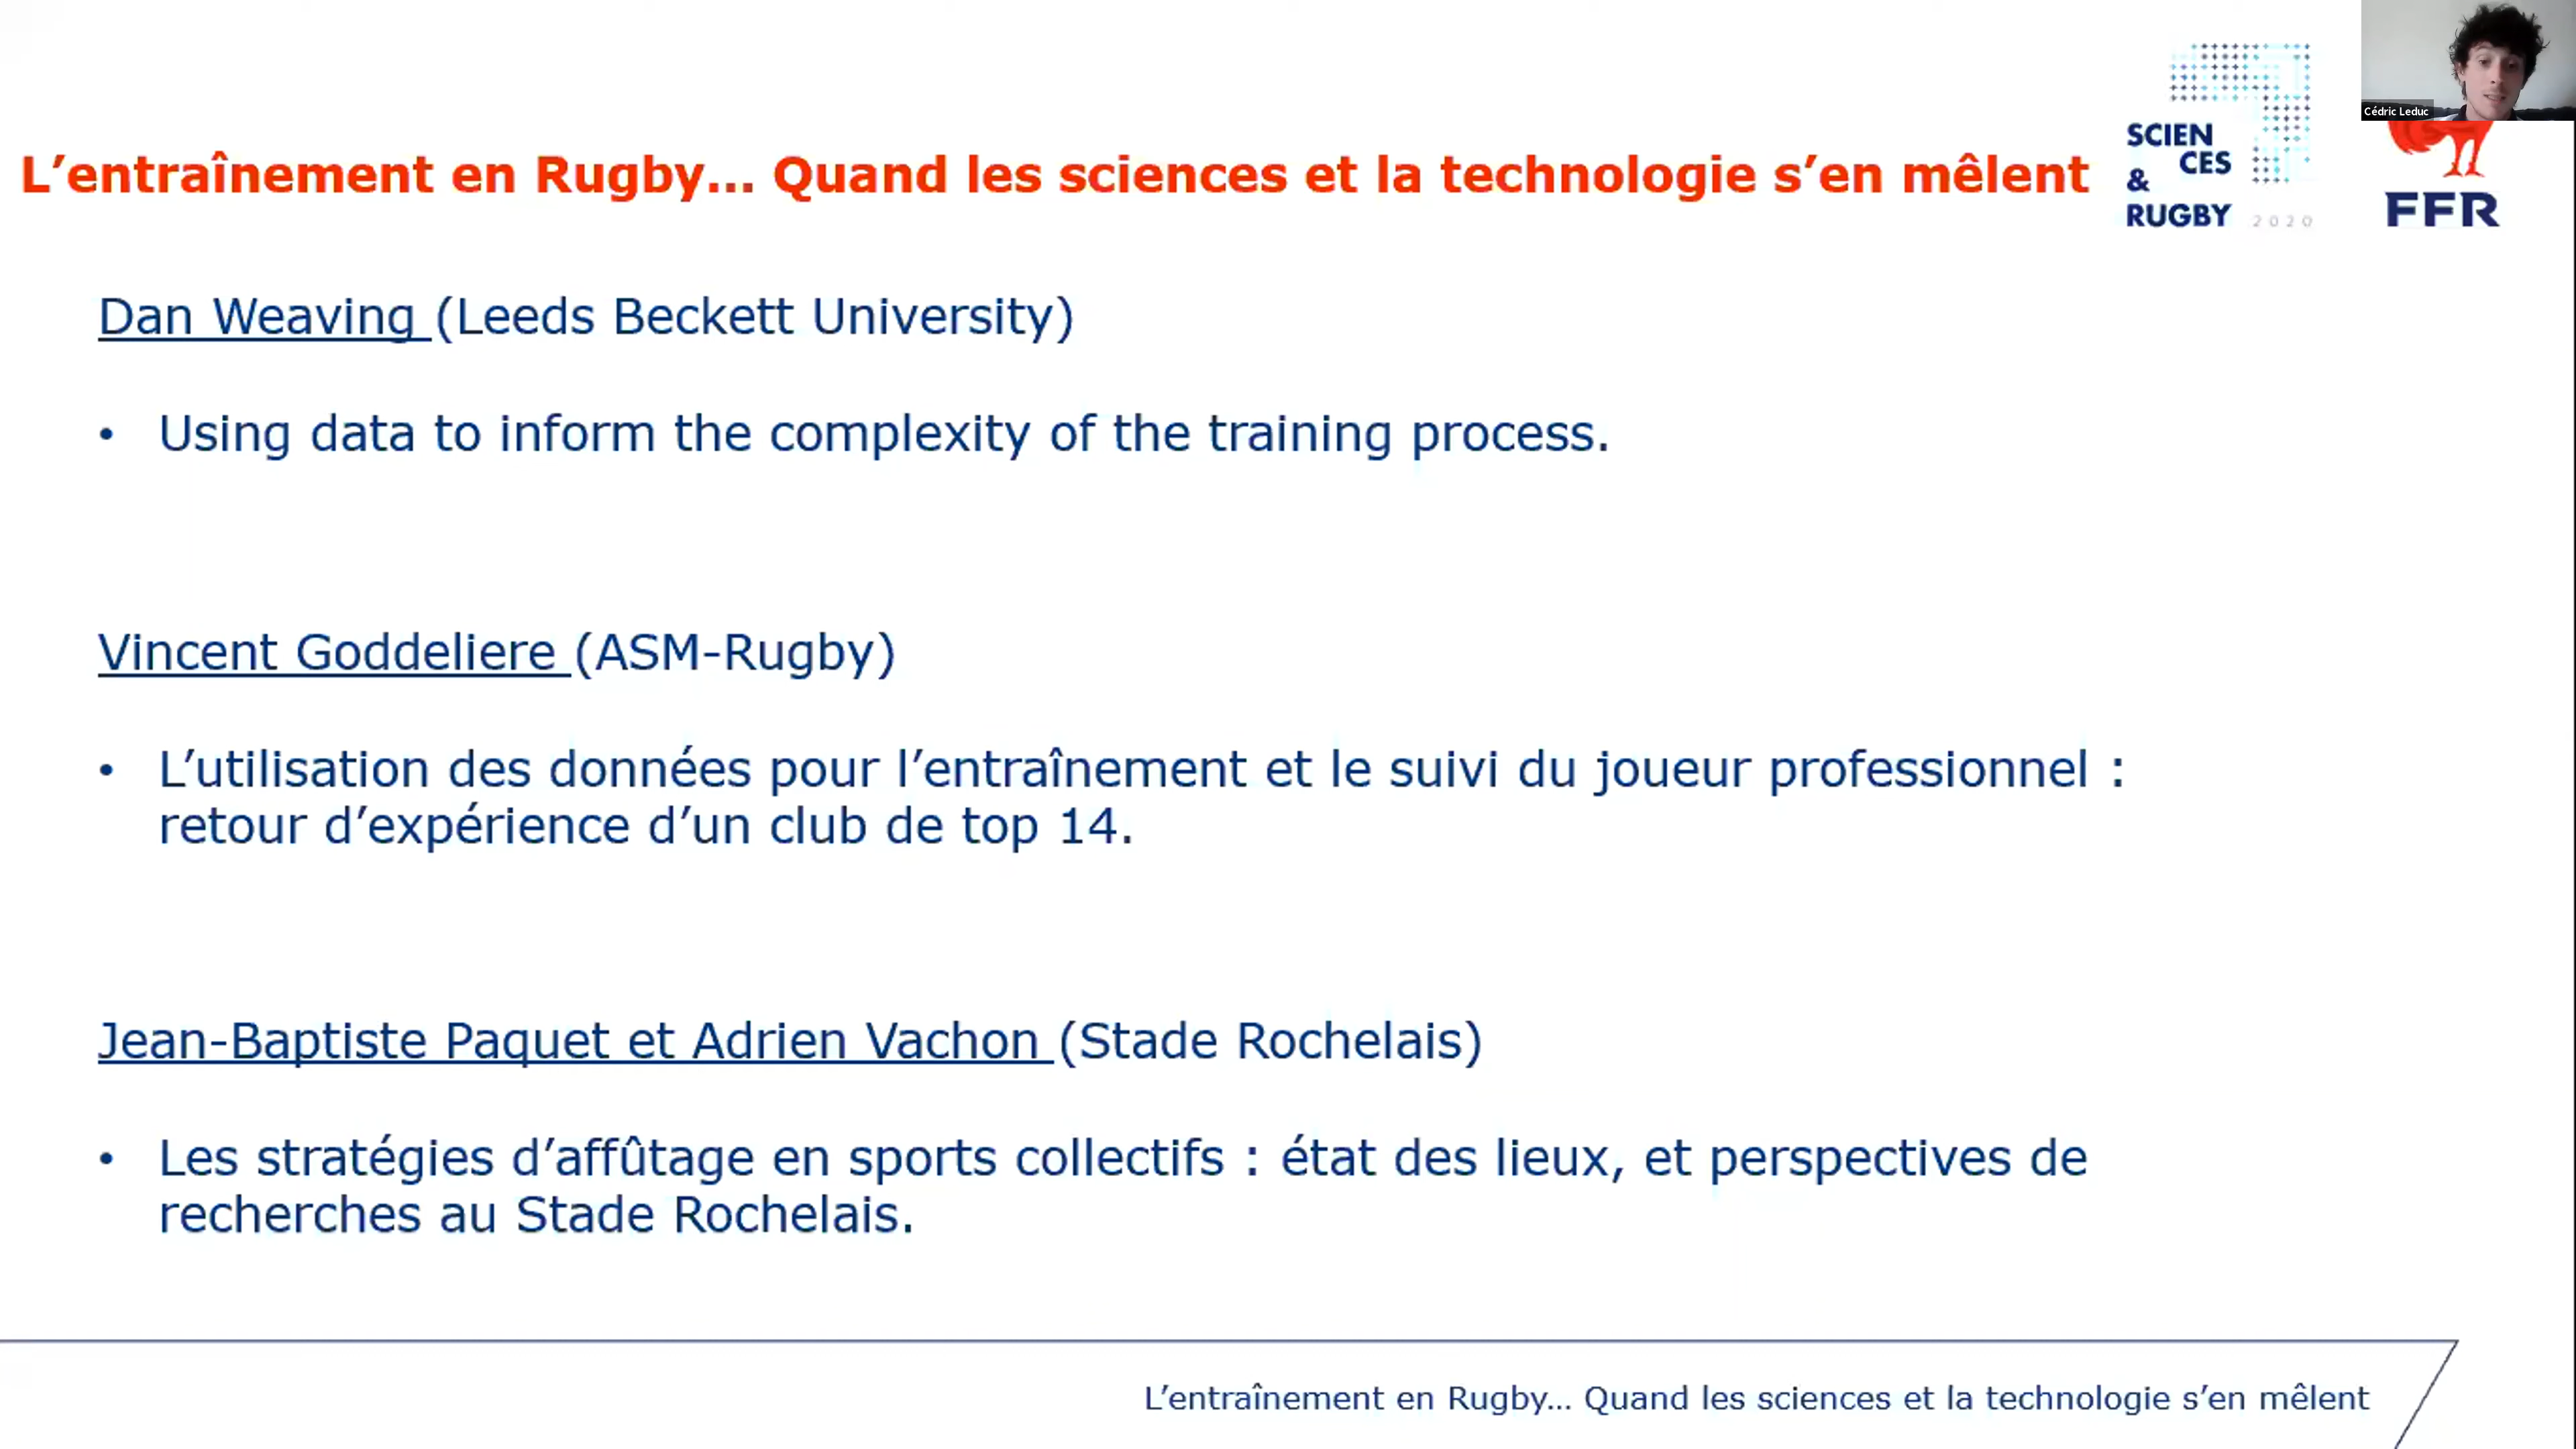 Cédric Leduc
SCIEN
CES
&
RUGBY 2020
FFR
L’entraînement en Rugby... Quand les sciences et la technologie s’en mêlent
Dan Weaving (Leeds Beckett University)
• Using data to inform the complexity of the training process.
Vincent Goddeliere (ASM-Rugby)
• L’utilisation des données pour l’entraînement et le suivi du joueur professionnel :
retour d’expérience d’un club de top 14.
Jean-Baptiste Paquet et Adrien Vachon (Stade Rochelais)
• Les stratégies d’affûtage en sports collectifs : état des lieux, et perspectives de
recherches au Stade Rochelais.
L’entraînement en Rugby... Quand les sciences et la technologie s’en mêlent